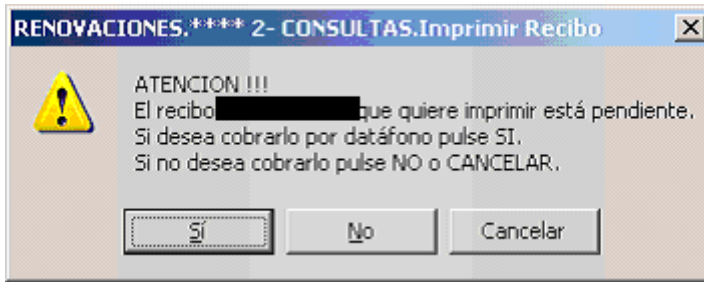 RENOVACIONES.**** 2- CONSULTAS.Imprimir Recibo
ATENCION !!!
El recibo que quiere imprimir está pendiente.
Si desea cobrarlo por datáfono pulse SI.
Si no desea cobrarlo pulse NO o CANCELAR.
Sí No Cancelar